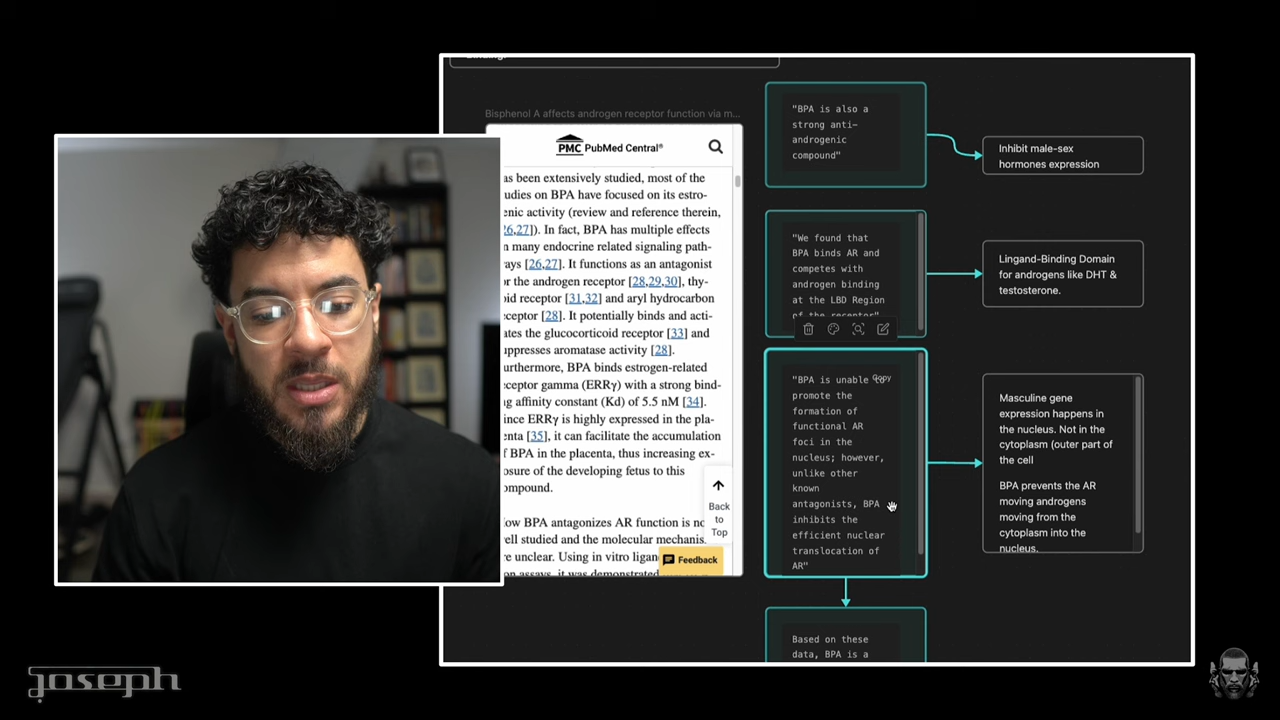 Bisphenol A affects androgen receptor function via m...
PMC PubMed Central®
as been extensively studied, most of the
udies on BPA have focused on its estro-
enic activity (review and reference therein,
26,27]). In fact, BPA has multiple effects
n many endocrine related signaling path-
ays [26,27]. It functions as an antagonist
or the androgen receptor [28,29,30], thy-
oid receptor [31,32] and aryl hydrocarbon
eceptor [28]. It potentially binds and acti-
ates the glucocorticoid receptor [33] and
uppresses aromatase activity [28].
urthermore, BPA binds estrogen-related
eceptor gamma (ERRγ) with a strong bind-
ng affinity constant (Kd) of 5.5 nM [34].
ince ERRγ is highly expressed in the pla-
enta [35], it can facilitate the accumulation
f BPA in the placenta, thus increasing ex-
osure of the developing fetus to this
ompound.
ow BPA antagonizes AR function is no
ell studied and the molecular mechanis
re unclear. Using in vitro ligan
on assays, it was demonstrated
Back
to
Top
Feedback
"BPA is also a
strong anti-
androgenic
compound"
Inhibit male-sex
hormones expression
"We found that
BPA binds AR and
competes with
androgen binding
at the LBD Region
of the receptor"
Lingand-Binding Domain
for androgens like DHT &
testosterone.
Copy
"BPA is unable to
promote the
formation of
functional AR
foci in the
nucleus; however,
unlike other
known
antagonists, BPA
inhibits the
efficient nuclear
translocation of
AR"
Masculine gene
expression happens in
the nucleus. Not in the
cytoplasm (outer part of
the cell
BPA prevents the AR
moving androgens
moving from the
cytoplasm into the
nucleus.
Based on these
data, BPA is a
joseph